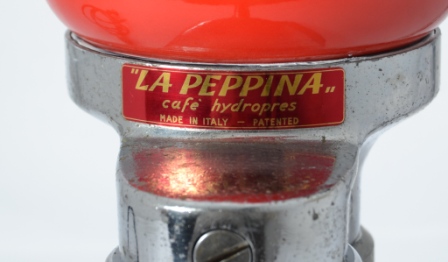 "LA PEPPINA„
café hydropres
MADE IN ITALY — PATENTED